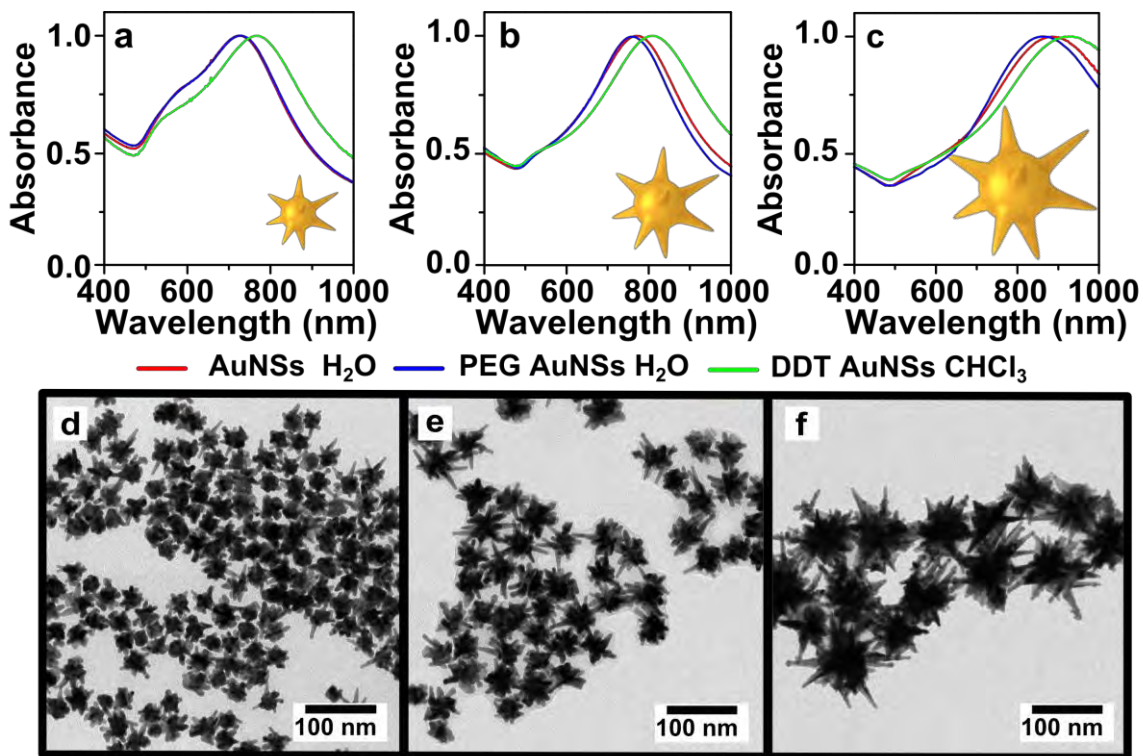 a b c
1.0 1.0 1.0
Absorbance Absorbance Absorbance
0.5 0.5 0.5
0.0 0.0 0.0
400 600 800 1000 400 600 800 1000 400 600 800 1000
Wavelength (nm) Wavelength (nm) Wavelength (nm)
AuNSs H₂O PEG AuNSs H₂O DDT AuNSs CHCl₃
d e f
100 nm 100 nm 100 nm